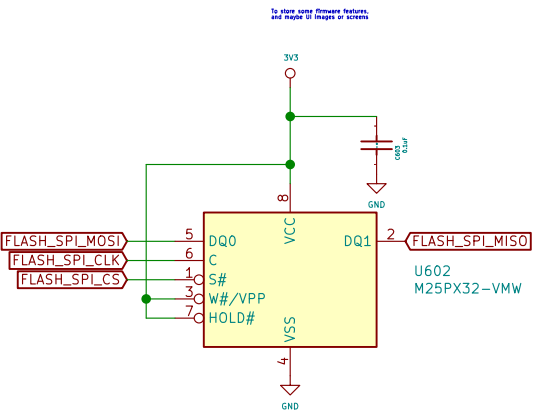 To store some firmware features,
and maybe UI images or screens
3V3
C603
0.1uF
GND
8
VCC
FLASH_SPI_MOSI
5
DQ0
DQ1
2
FLASH_SPI_MISO
FLASH_SPI_CLK
6
C
FLASH_SPI_CS
1
S#
3
W#/VPP
7
HOLD#
U602
M25PX32-VMW
VSS
4
GND